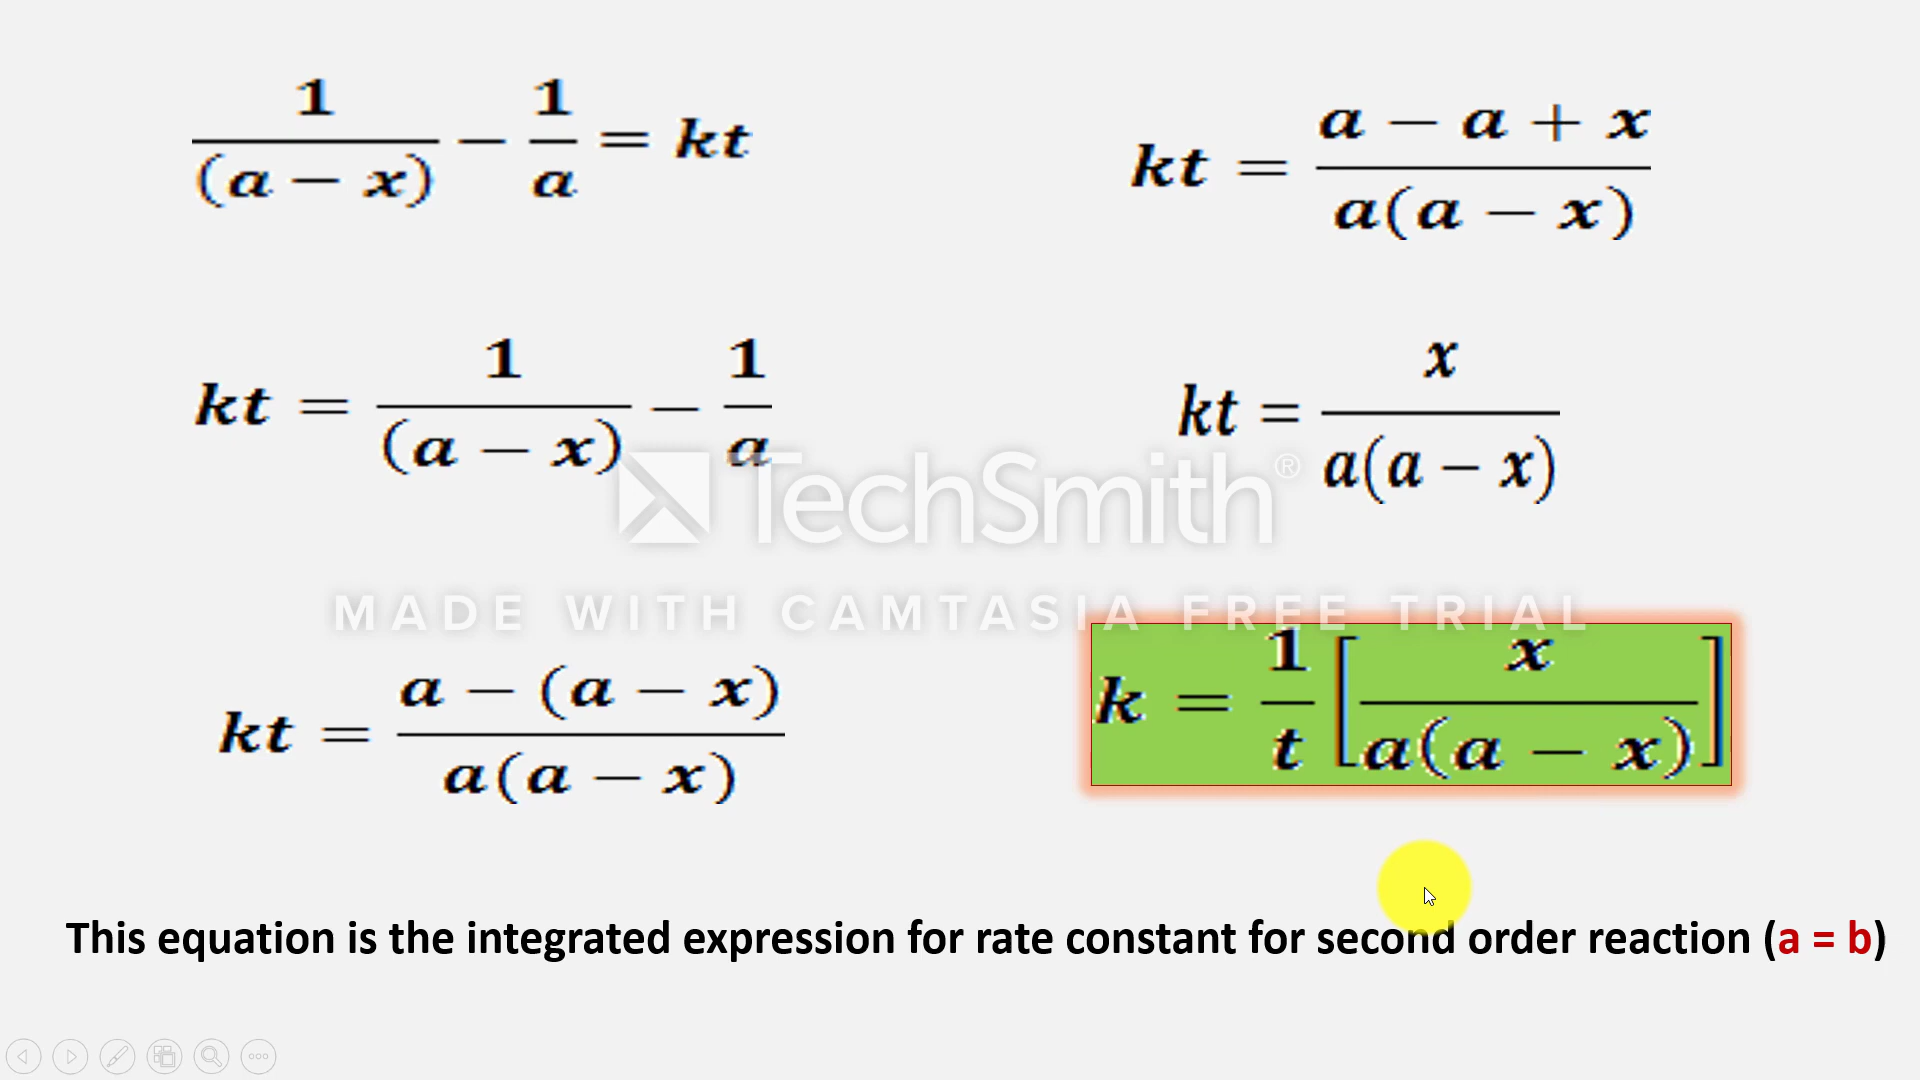 1/(a − x) − 1/a = kt
kt = 1/(a − x) − 1/a
kt = (a − (a − x))/(a(a − x))
kt = (a − a + x)/(a(a − x))
kt = x/(a(a − x))
k = 1/t [x/(a(a − x))]
TechSmith®
MADE WITH CAMTASIA FREE TRIAL
This equation is the integrated expression for rate constant for second order reaction (a = b)